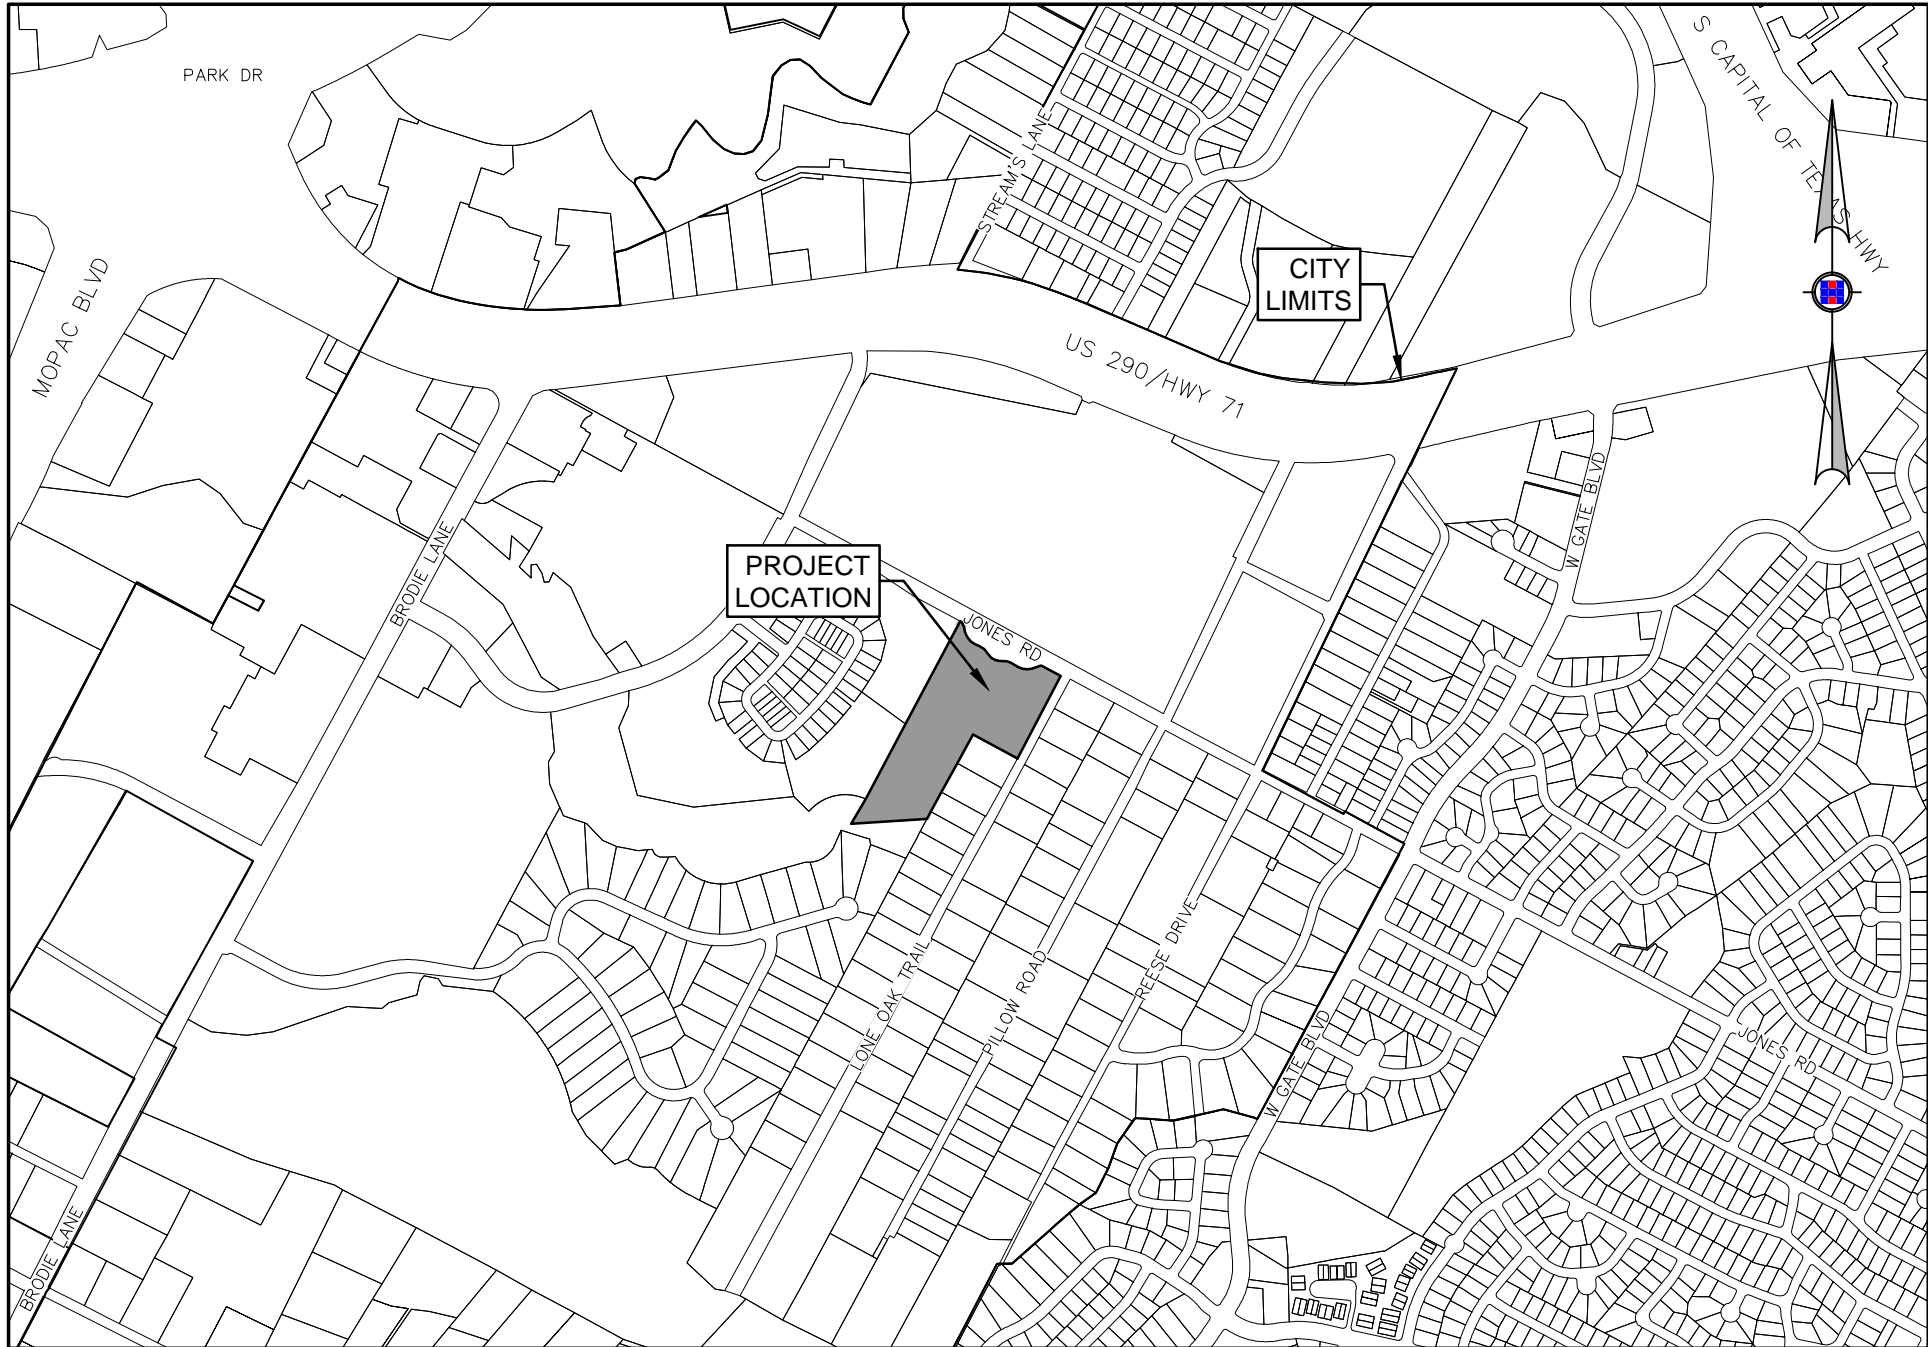 PARK DR
S CAPITAL OF TEXAS HWY
STREAM'S LANE
MOPAC BLVD
CITY
LIMITS
US 290/HWY 71
W GATE BLVD
BRODIE LANE
PROJECT
LOCATION
JONES RD
LONE OAK TRAIL
PILLOW ROAD
REESE DRIVE
W GATE BLVD
JONES RD
BRODIE LANE